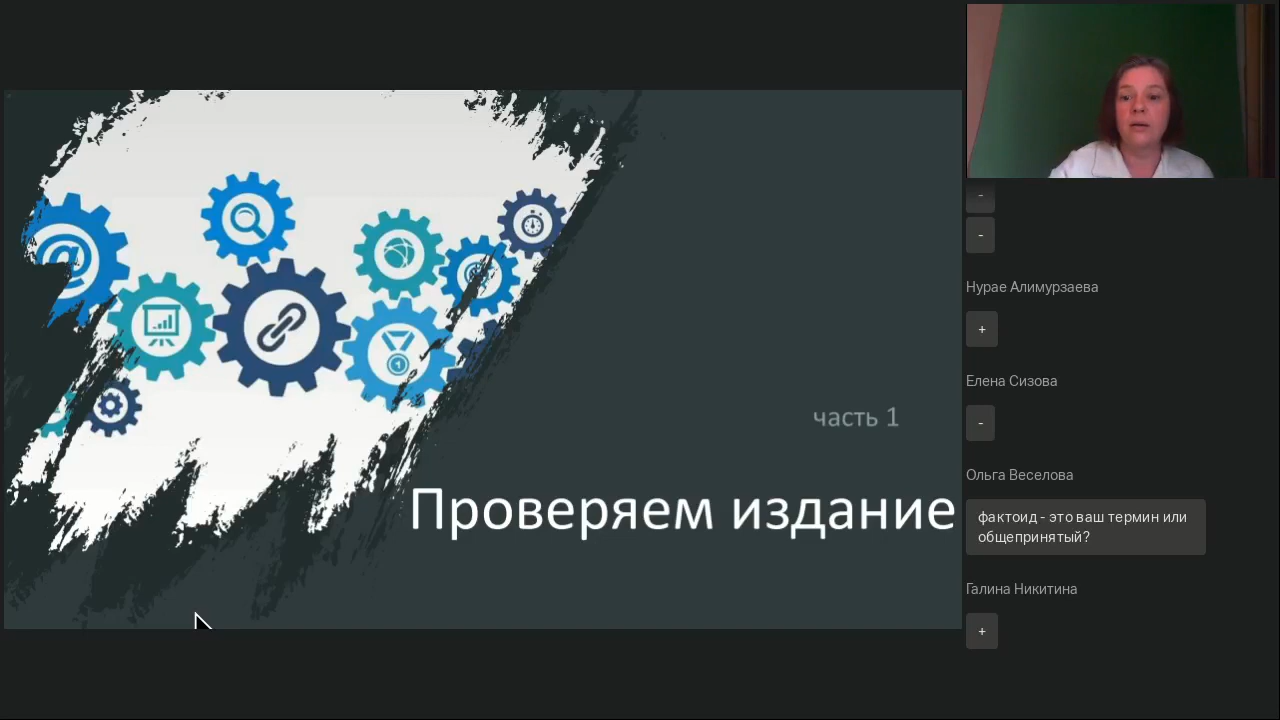 часть 1
Проверяем издание
-
-
Нурае Алимурзаева
+
Елена Сизова
-
Ольга Веселова
фактоид - это ваш термин или
общепринятый?
Галина Никитина
+